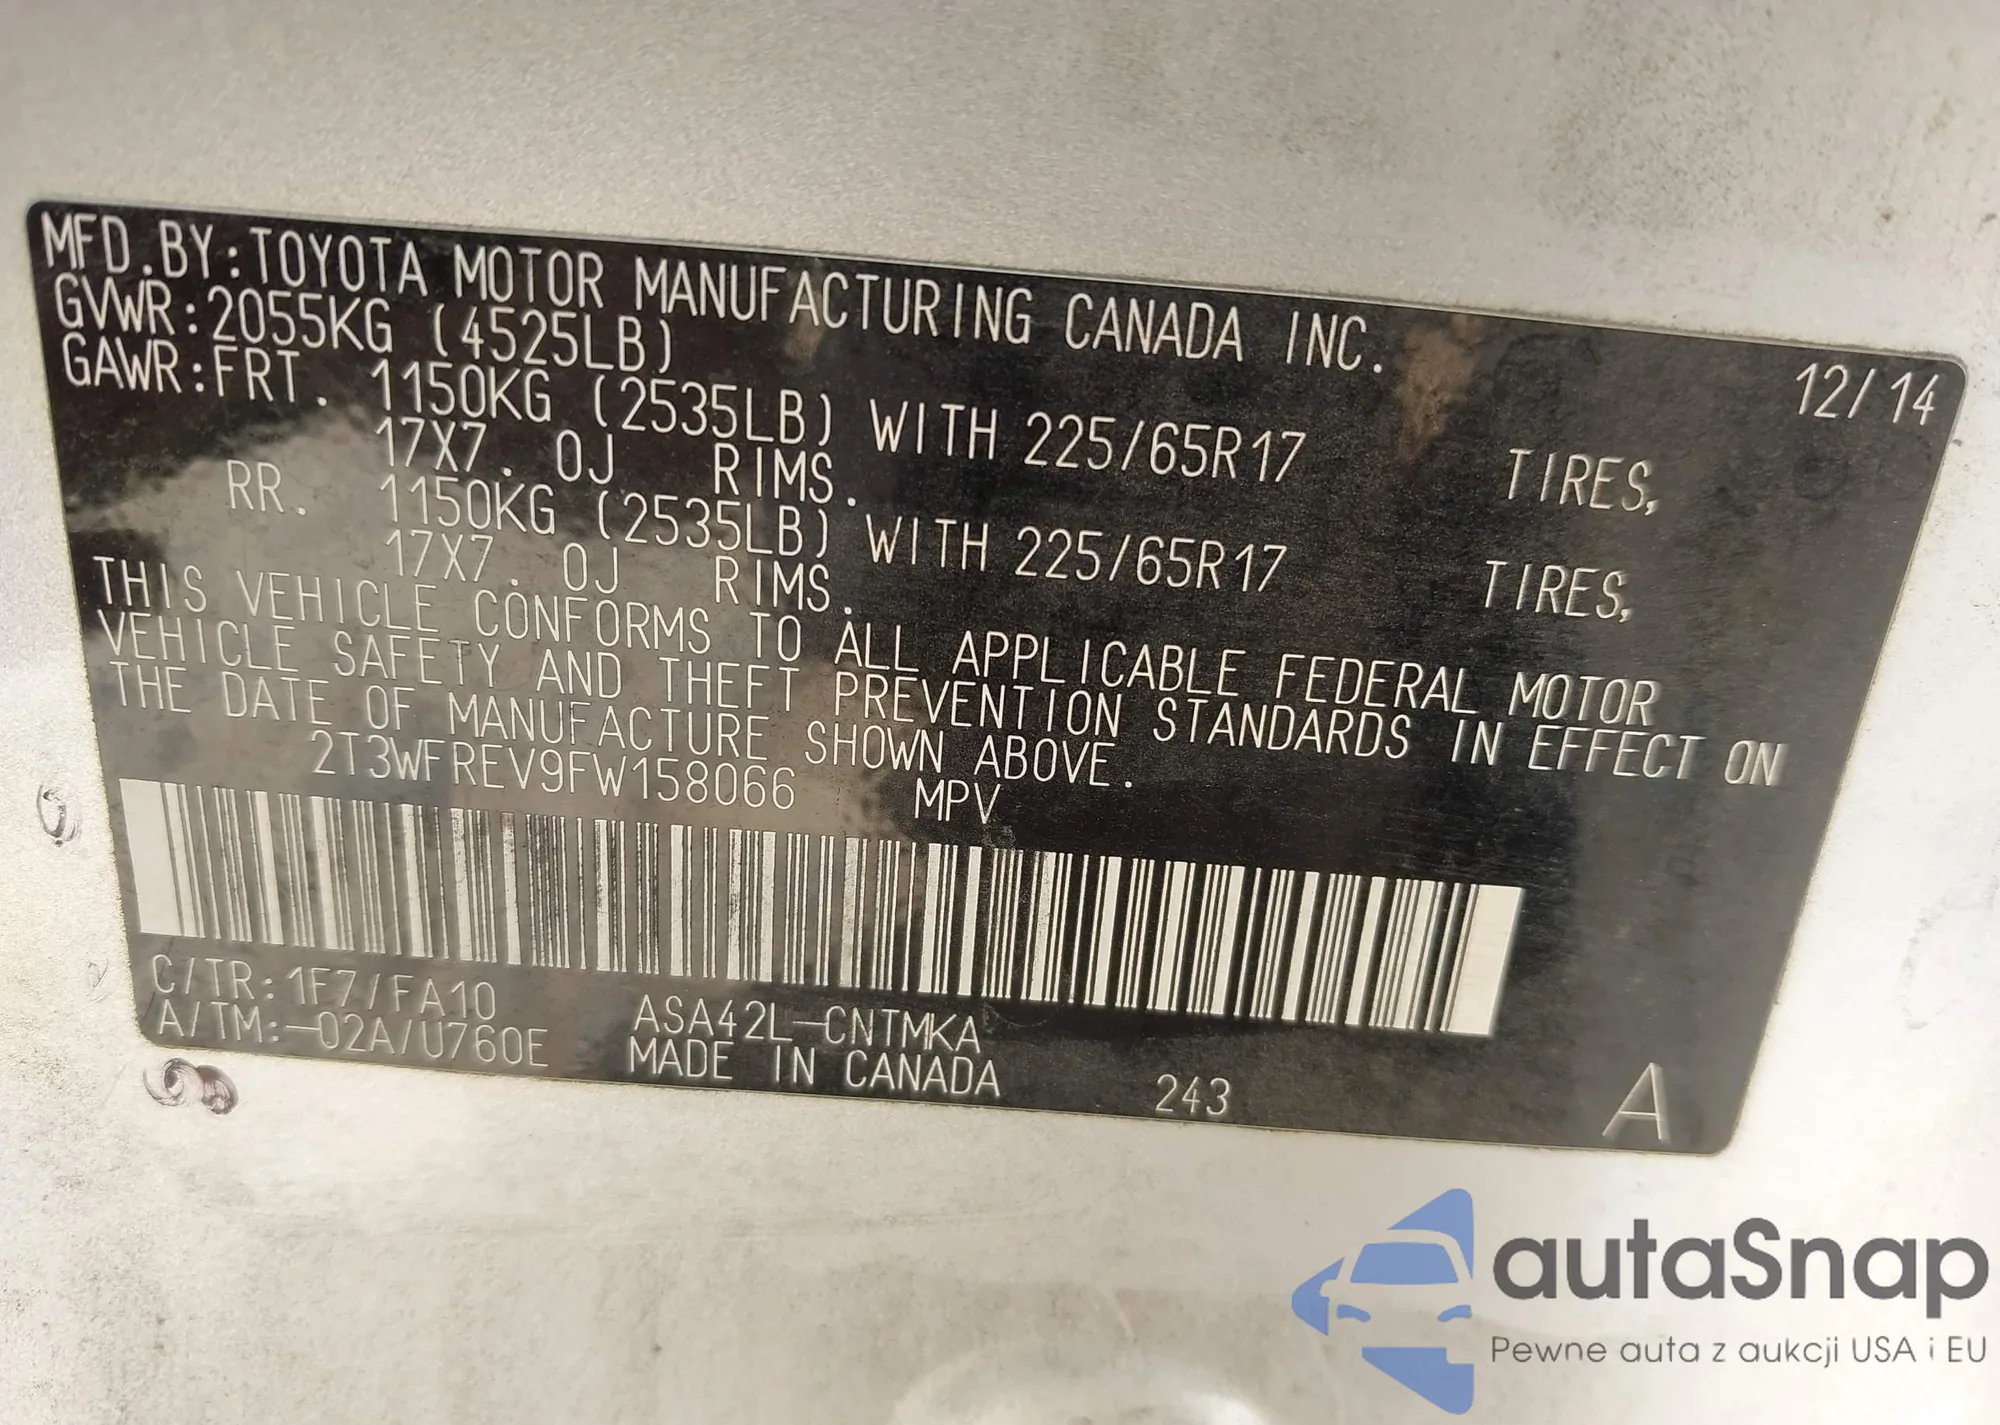 MFD.BY:TOYOTA MOTOR MANUFACTURING CANADA INC. 12/14
GVWR:2055KG (4525LB)
GAWR:FRT. 1150KG (2535LB) WITH 225/65R17 TIRES,
17X7.0J RIMS.
RR. 1150KG (2535LB) WITH 225/65R17 TIRES,
17X7.0J RIMS.
THIS VEHICLE CONFORMS TO ALL APPLICABLE FEDERAL MOTOR
VEHICLE SAFETY AND THEFT PREVENTION STANDARDS IN EFFECT ON
THE DATE OF MANUFACTURE SHOWN ABOVE.
2T3WFREV9FW158066 MPV
C/TR:1F7/FA10 ASA42L-CNTMKA
A/TM:-02A/U760E MADE IN CANADA 243 A
autaSnap
Pewne auta z aukcji USA i EU